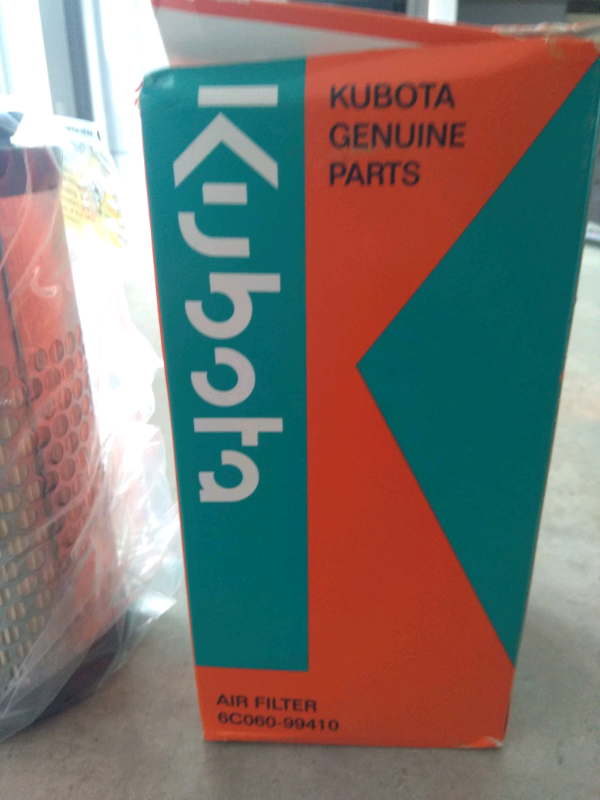 Kubota
KUBOTA
GENUINE
PARTS
AIR FILTER
6C060-99410